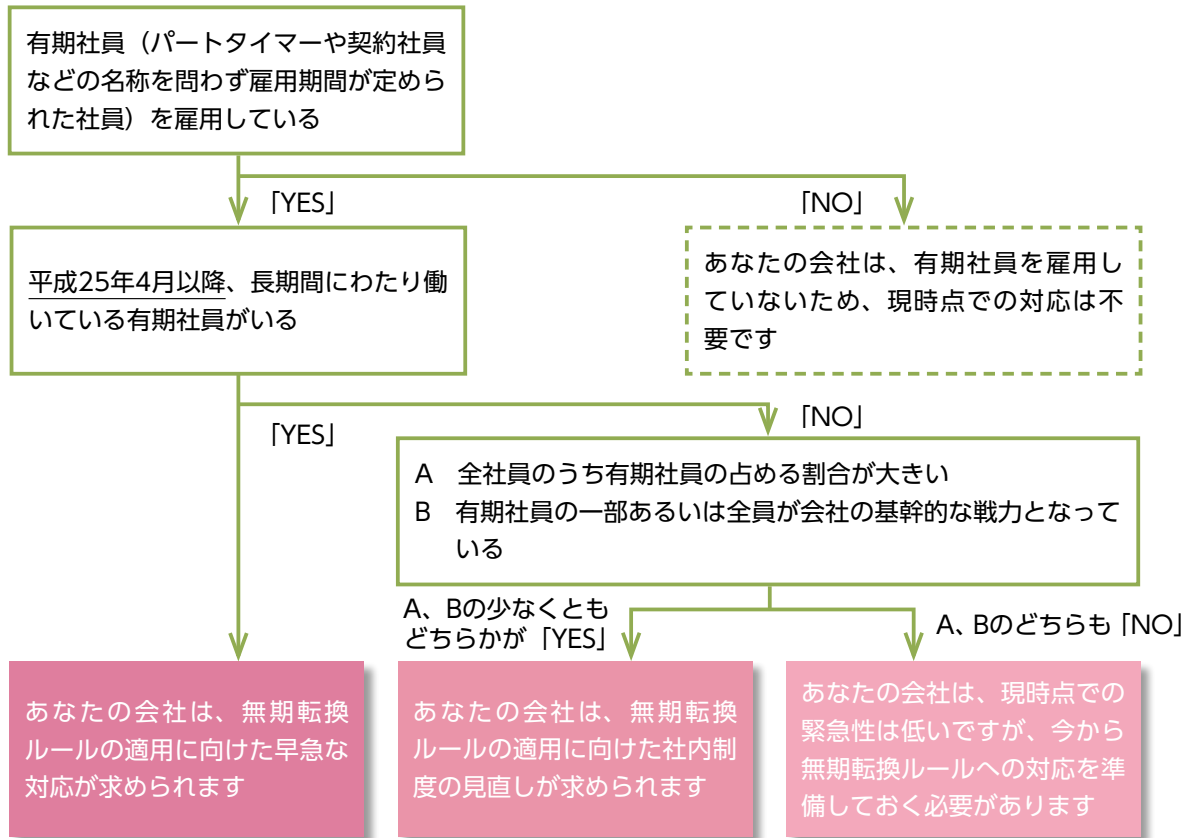 有期社員（パートタイマーや契約社員
などの名称を問わず雇用期間が定めら
れた社員）を雇用している
「YES」
「NO」
平成25年4月以降、長期間にわたり働
いている有期社員がいる
あなたの会社は、有期社員を雇用し
ていないため、現時点での対応は不
要です
「YES」
「NO」
A　全社員のうち有期社員の占める割合が大きい
B　有期社員の一部あるいは全員が会社の基幹的な戦力となって
いる
A、Bの少なくとも
どちらかが「YES」
A、Bのどちらも「NO」
あなたの会社は、無期転換
ルールの適用に向けた早急な
対応が求められます
あなたの会社は、無期転換
ルールの適用に向けた社内制
度の見直しが求められます
あなたの会社は、現時点での
緊急性は低いですが、今から
無期転換ルールへの対応を準
備しておく必要があります